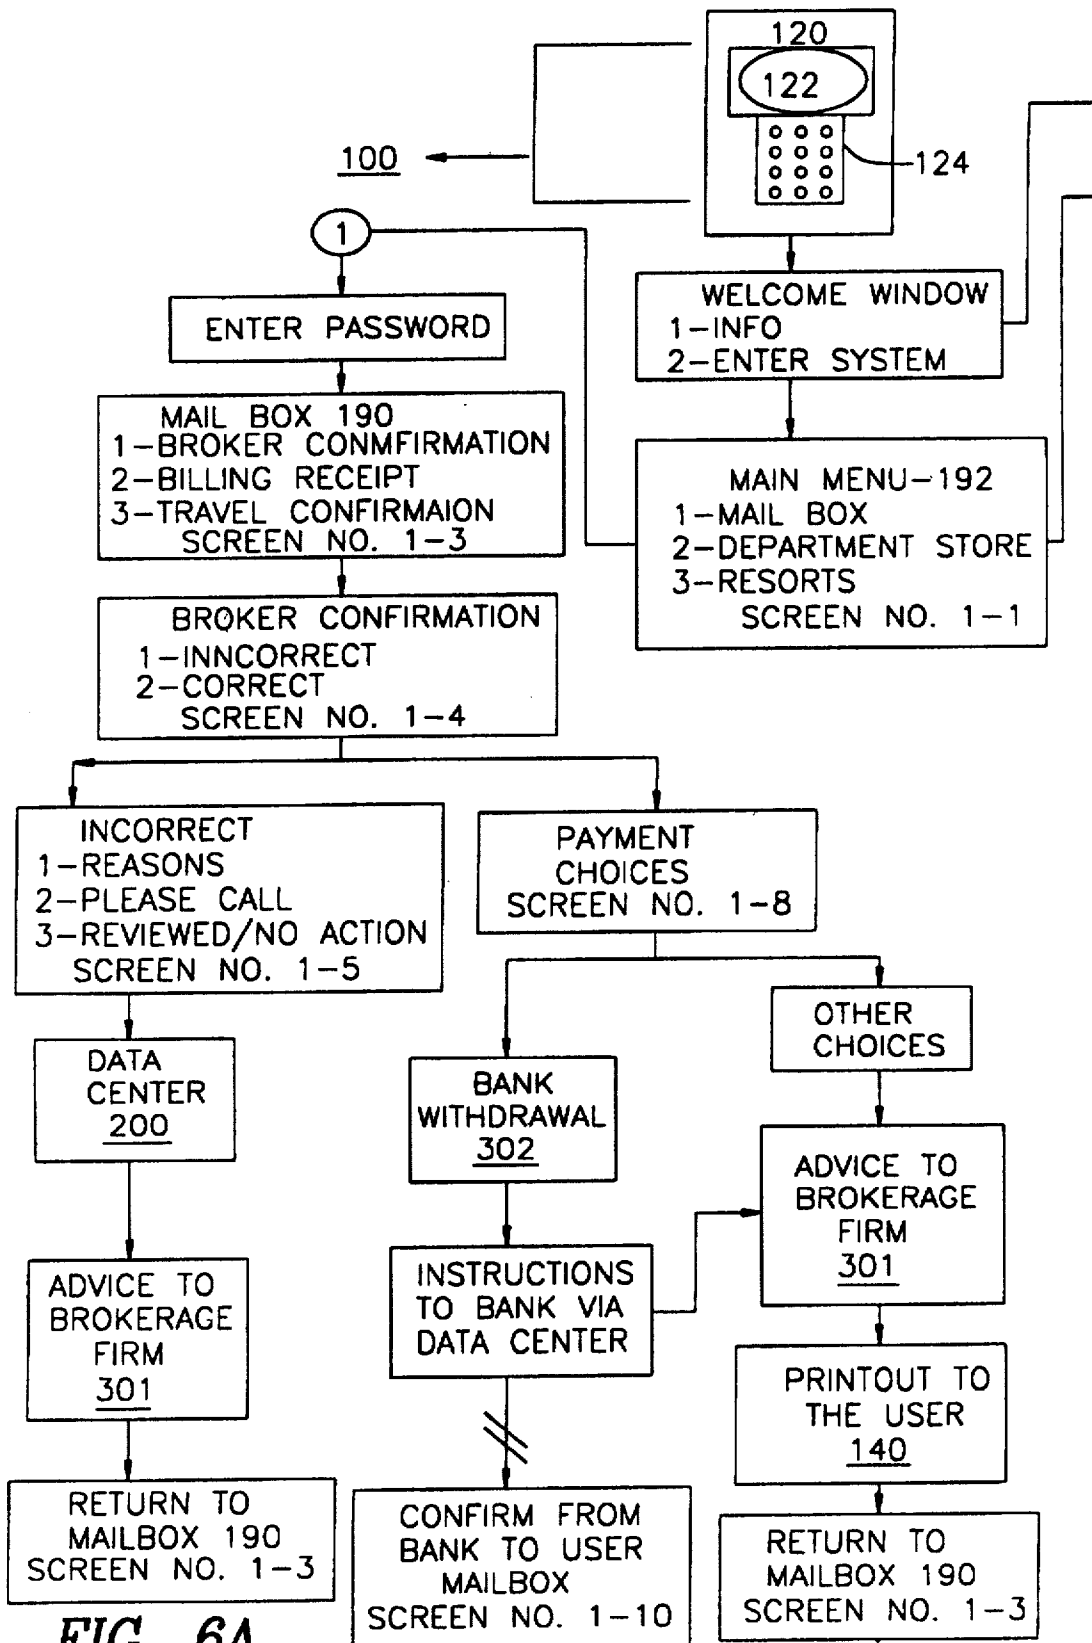 120
122
124
100
1
WELCOME WINDOW
1-INFO
2-ENTER SYSTEM
ENTER PASSWORD
MAIL BOX 190
1-BROKER CONMFIRMATION
2-BILLING RECEIPT
3-TRAVEL CONFIRMAION
SCREEN NO. 1-3
MAIN MENU-192
1-MAIL BOX
2-DEPARTMENT STORE
3-RESORTS
SCREEN NO. 1-1
BROKER CONFIRMATION
1-INNCORRECT
2-CORRECT
SCREEN NO. 1-4
INCORRECT
1-REASONS
2-PLEASE CALL
3-REVIEWED/NO ACTION
SCREEN NO. 1-5
PAYMENT
CHOICES
SCREEN NO. 1-8
OTHER
CHOICES
DATA
CENTER
200
BANK
WITHDRAWAL
302
ADVICE TO
BROKERAGE
FIRM
301
INSTRUCTIONS
TO BANK VIA
DATA CENTER
ADVICE TO
BROKERAGE
FIRM
301
PRINTOUT TO
THE USER
140
RETURN TO
MAILBOX 190
SCREEN NO. 1-3
CONFIRM FROM
BANK TO USER
MAILBOX
SCREEN NO. 1-10
RETURN TO
MAILBOX 190
SCREEN NO. 1-3
FIG. 6A